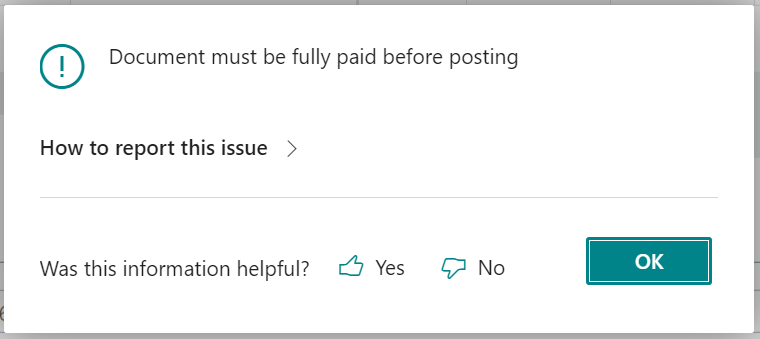 Document must be fully paid before posting
How to report this issue
Was this information helpful? Yes No OK